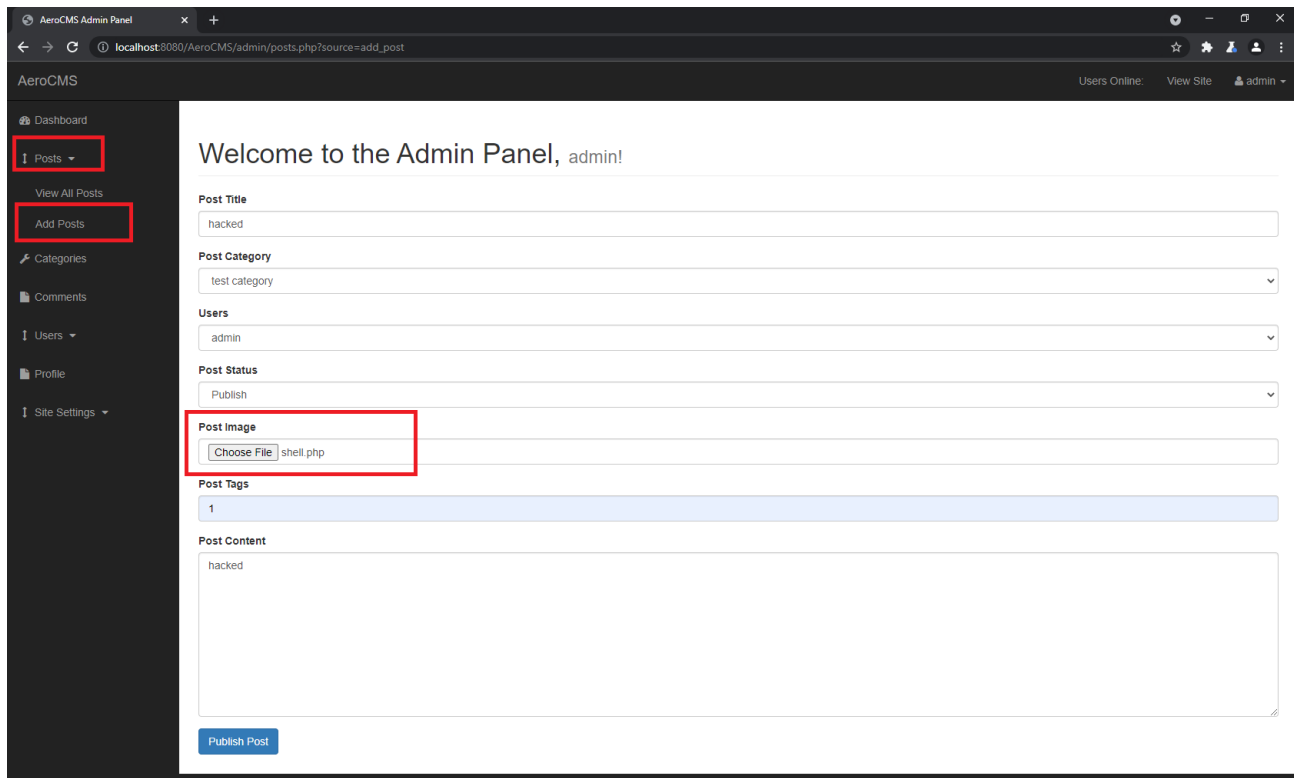 AeroCMS Admin Panel
localhost:8080/AeroCMS/admin/posts.php?source=add_post
AeroCMS
Users Online:
View Site
admin
Dashboard
Posts
View All Posts
Add Posts
Categories
Comments
Users
Profile
Site Settings
Welcome to the Admin Panel, admin!
Post Title
hacked
Post Category
test category
Users
admin
Post Status
Publish
Post Image
Choose File shell.php
Post Tags
1
Post Content
hacked
Publish Post